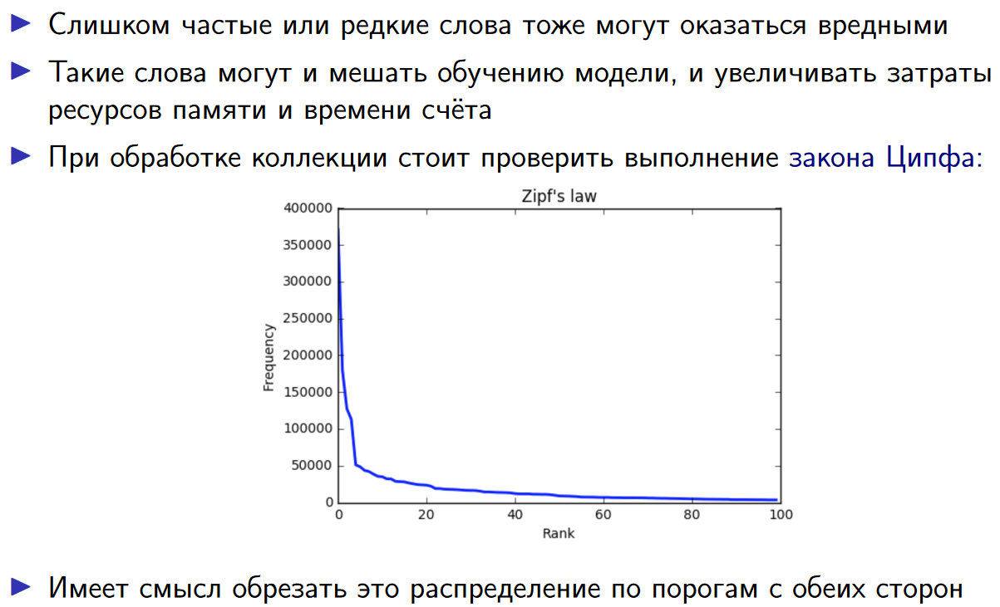 Слишком частые или редкие слова тоже могут оказаться вредными
Такие слова могут и мешать обучению модели, и увеличивать затраты
ресурсов памяти и времени счёта
При обработке коллекции стоит проверить выполнение закона Ципфа:
Zipf's law
400000
350000
300000
250000
200000
150000
100000
50000
0
Frequency
0 20 40 60 80 100
Rank
Имеет смысл обрезать это распределение по порогам с обеих сторон